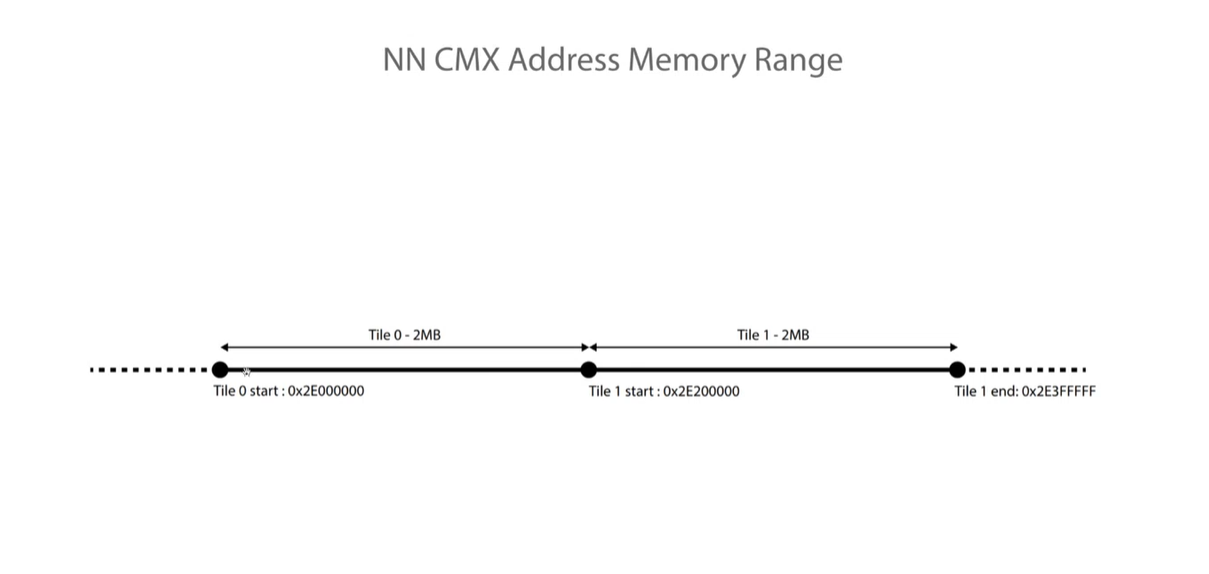 NN CMX Address Memory Range
Tile 0 - 2MB
Tile 1 - 2MB
Tile 0 start : 0x2E000000
Tile 1 start : 0x2E200000
Tile 1 end: 0x2E3FFFFF